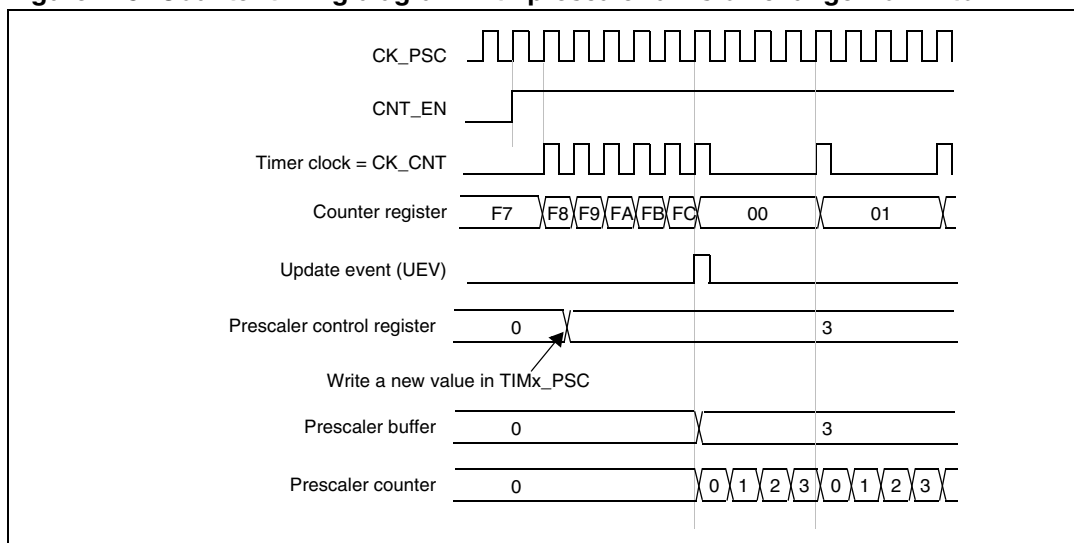 CK_PSC
CNT_EN
Timer clock = CK_CNT
Counter register F7 F8 F9 FA FB FC 00 01
Update event (UEV)
Prescaler control register 0 3
Write a new value in TIMx_PSC
Prescaler buffer 0 3
Prescaler counter 0 0 1 2 3 0 1 2 3